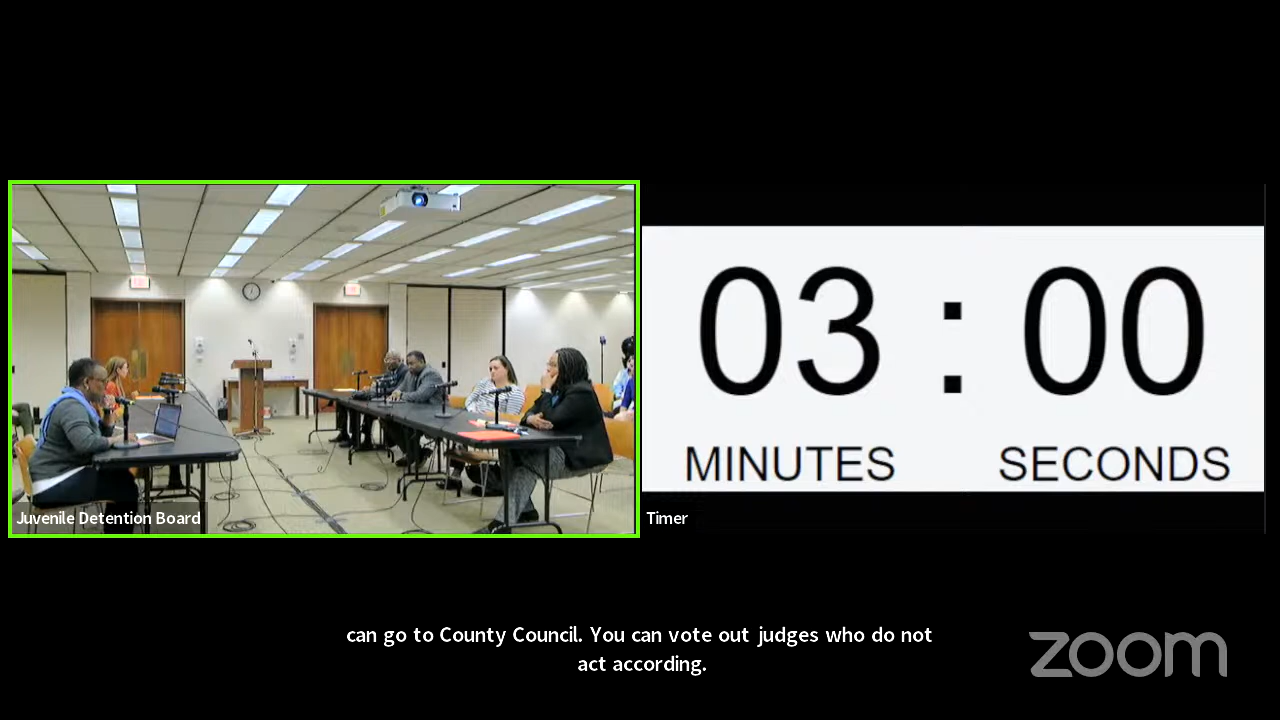 03 : 00
MINUTES SECONDS
Juvenile Detention Board
Timer
can go to County Council. You can vote out judges who do not
act according.
zoom